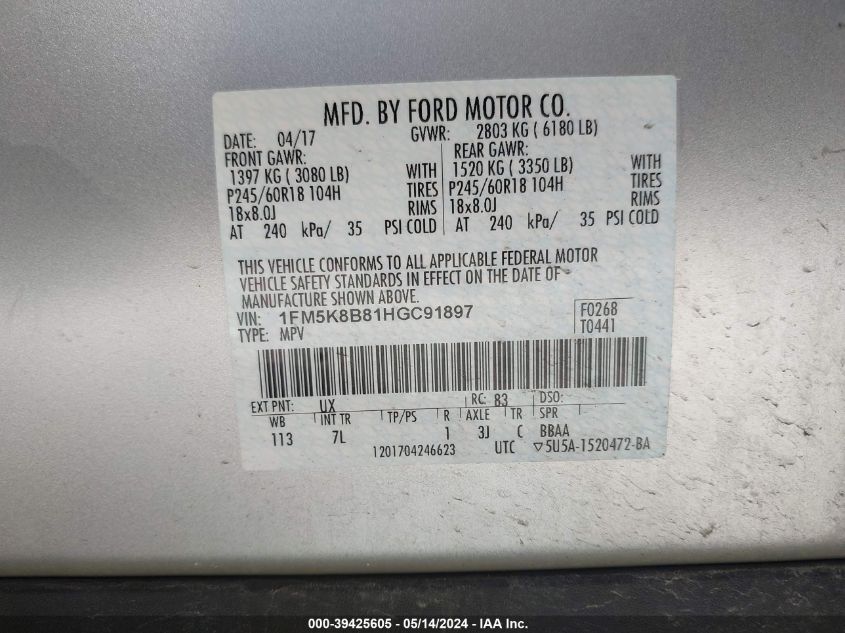 MFD. BY FORD MOTOR CO.
DATE: 04/17 GVWR: 2803 KG ( 6180 LB)
FRONT GAWR: REAR GAWR:
1397 KG ( 3080 LB) WITH 1520 KG ( 3350 LB) WITH
P245/60R18 104H TIRES P245/60R18 104H TIRES
18x8.0J RIMS 18x8.0J RIMS
AT 240 kPa/ 35 PSI COLD AT 240 kPa/ 35 PSI COLD
THIS VEHICLE CONFORMS TO ALL APPLICABLE FEDERAL MOTOR
VEHICLE SAFETY STANDARDS IN EFFECT ON THE DATE OF
MANUFACTURE SHOWN ABOVE.
VIN: 1FM5K8B81HGC91897 F0268
TYPE: MPV T0441
EXT PNT: UX RC: 83 DSO:
WB INT TR TP/PS R AXLE TR SPR
113 7L 1 3J C BBAA
1201704246623 UTC ▽5U5A-1520472-BA
000-39425605 - 05/14/2024 - IAA Inc.